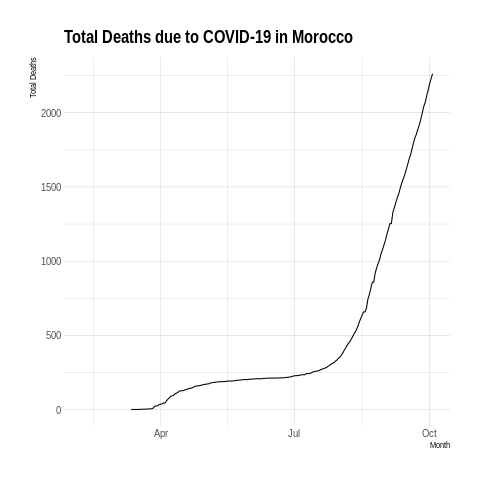 Total Deaths due to COVID-19 in Morocco
Total Deaths
2000
1500
1000
500
0
Apr
Jul
Oct
Month